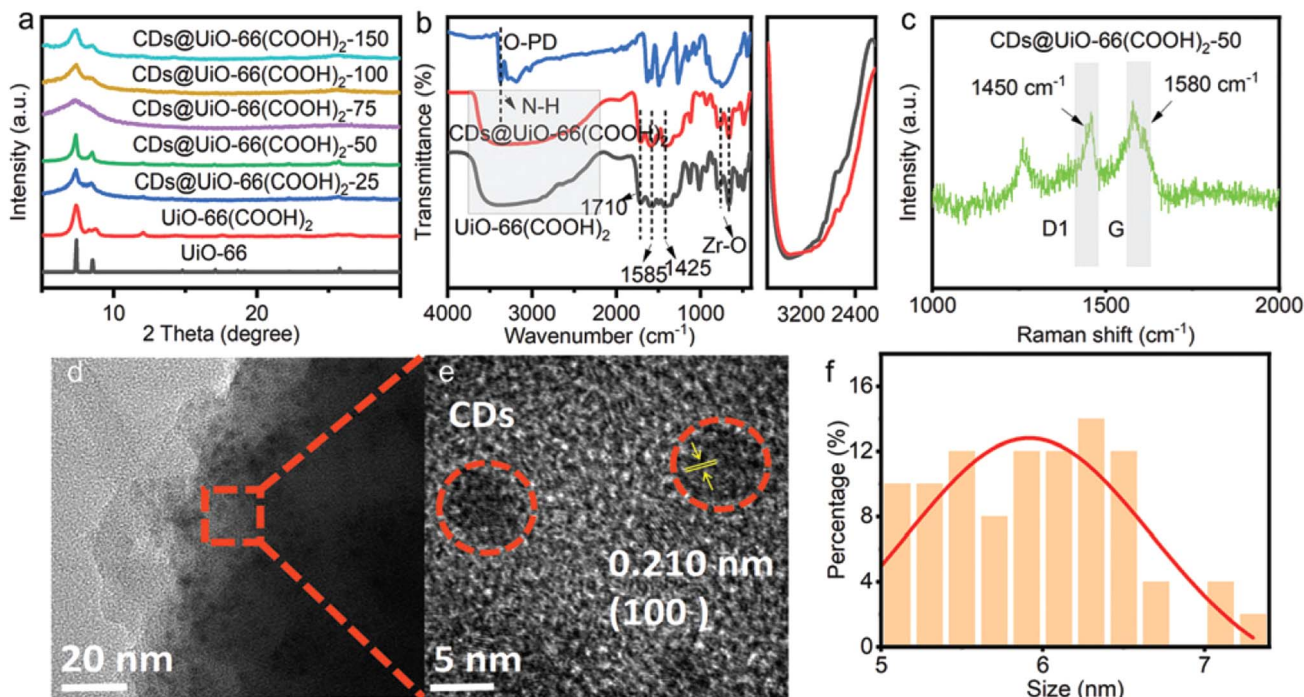 a
CDs@UiO-66(COOH)2-150
CDs@UiO-66(COOH)2-100
CDs@UiO-66(COOH)2-75
CDs@UiO-66(COOH)2-50
CDs@UiO-66(COOH)2-25
UiO-66(COOH)2
UiO-66
Intensity (a.u.)
10 20
2 Theta (degree)
b
O-PD
N-H
CDs@UiO-66(COOH)2
1710
UiO-66(COOH)2
Zr-O
1585 1425
Transmittance (%)
4000 3000 2000 1000
3200 2400
Wavenumber (cm-1)
c
CDs@UiO-66(COOH)2-50
1450 cm-1
1580 cm-1
D1 G
Intensity (a.u.)
1000 1500 2000
Raman shift (cm-1)
d
20 nm
e
CDs
0.210 nm
(100)
5 nm
f
16
12
8
4
0
Percentage (%)
5 6 7
Size (nm)